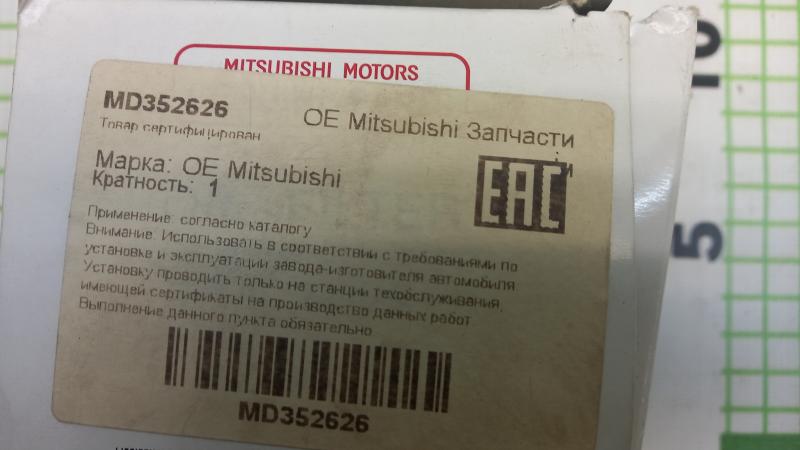 MITSUBISHI MOTORS
MD352626
OE Mitsubishi Запчасти
Товар сертифицирован
и
Марка: OE Mitsubishi
EAC
Кратность: 1
Применение: согласно каталогу
Внимание: Использовать в соответствии с требованиями по
установке и эксплуатации завода-изготовителя автомобиля
Установку проводить только на станции техобслуживания,
имеющей сертификаты на производство данных работ
Выполнение данного пункта обязательно
MD352626
10
5